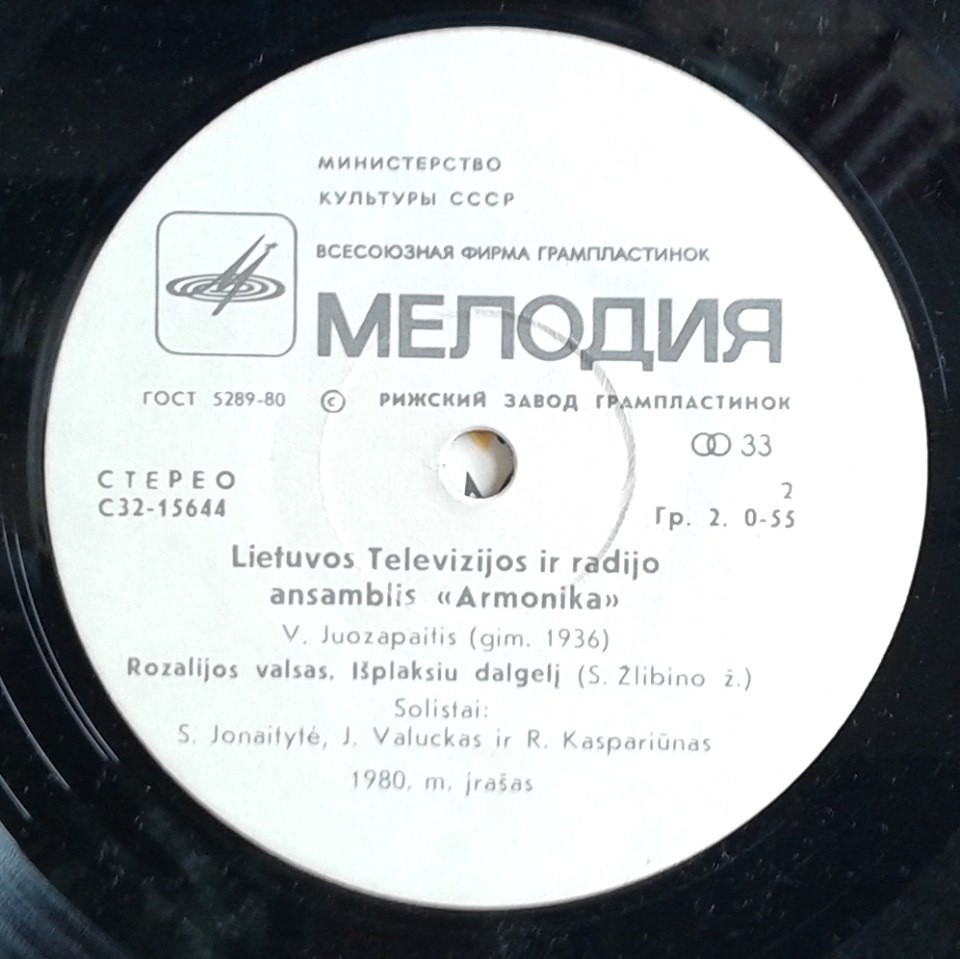 МИНИСТЕРСТВО
КУЛЬТУРЫ СССР
ВСЕСОЮЗНАЯ ФИРМА ГРАМПЛАСТИНОК
МЕЛОДИЯ
ГОСТ 5289-80 © РИЖСКИЙ ЗАВОД ГРАМПЛАСТИНОК
33
СТЕРЕО
2
С32-15644
Гр. 2. 0-55
Lietuvos Televizijos ir radijo
ansamblis «Armonika»
V. Juozapaitis (gim. 1936)
Rozalijos valsas. Išplaksiu dalgelį (S. Žlibino ž.)
Solistai:
S. Jonaitytė, J. Valuckas ir R. Kaspariūnas
1980. m. įrašas